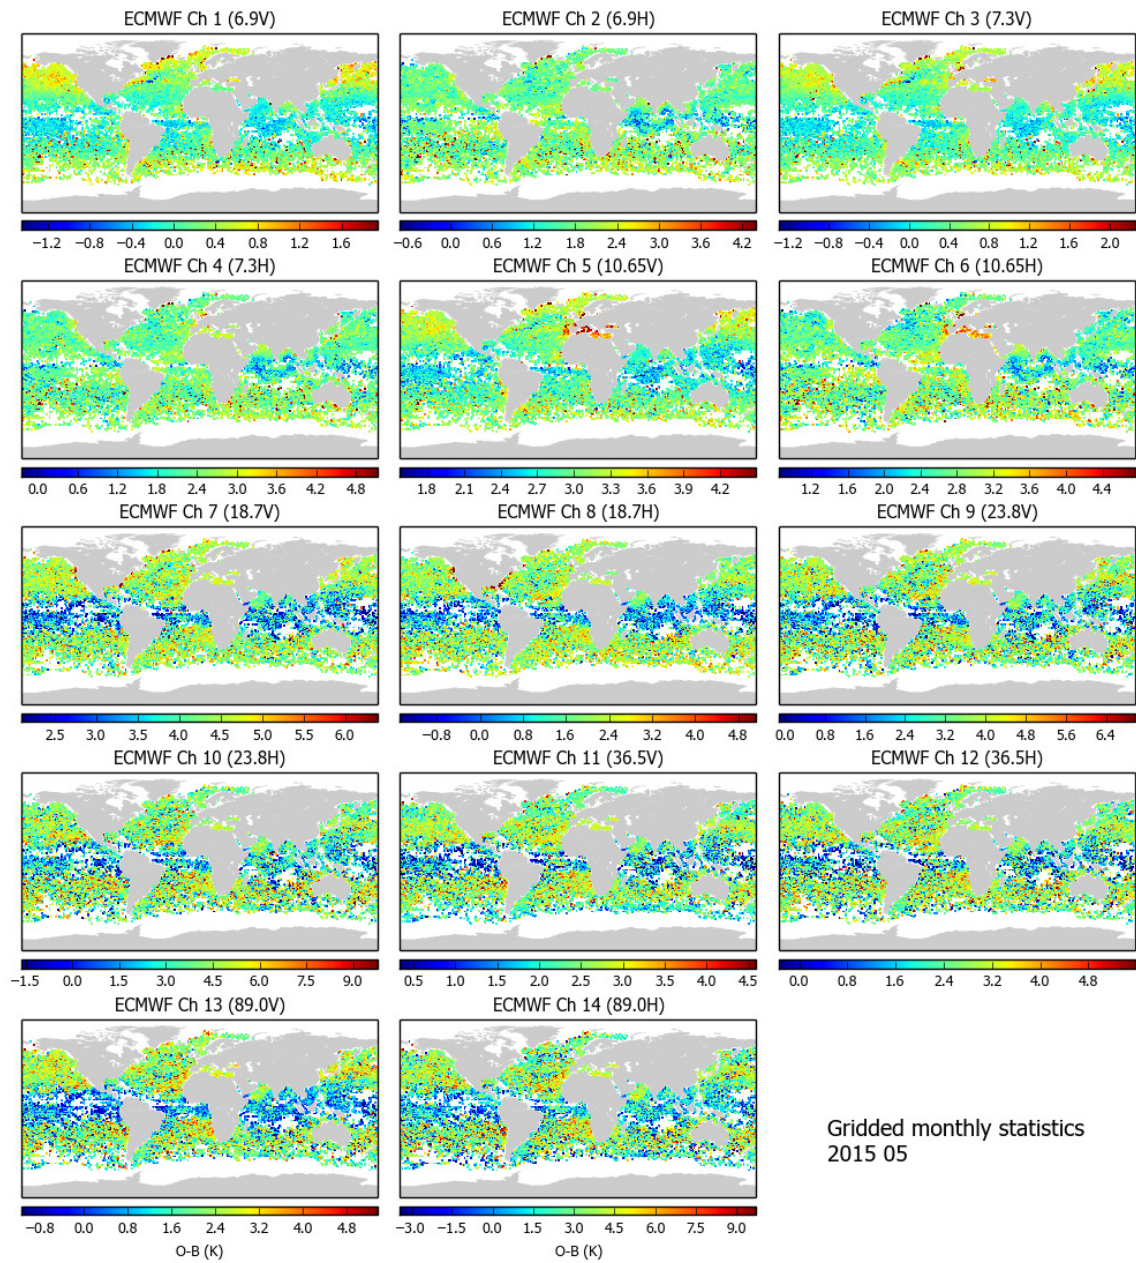 ECMWF Ch 1 (6.9V) ECMWF Ch 2 (6.9H) ECMWF Ch 3 (7.3V)
−1.2 −0.8 −0.4 0.0 0.4 0.8 1.2 1.6 −0.6 0.0 0.6 1.2 1.8 2.4 3.0 3.6 4.2 −1.2 −0.8 −0.4 0.0 0.4 0.8 1.2 1.6 2.0
ECMWF Ch 4 (7.3H) ECMWF Ch 5 (10.65V) ECMWF Ch 6 (10.65H)
0.0 0.6 1.2 1.8 2.4 3.0 3.6 4.2 4.8 1.8 2.1 2.4 2.7 3.0 3.3 3.6 3.9 4.2 1.2 1.6 2.0 2.4 2.8 3.2 3.6 4.0 4.4
ECMWF Ch 7 (18.7V) ECMWF Ch 8 (18.7H) ECMWF Ch 9 (23.8V)
2.5 3.0 3.5 4.0 4.5 5.0 5.5 6.0 −0.8 0.0 0.8 1.6 2.4 3.2 4.0 4.8 0.0 0.8 1.6 2.4 3.2 4.0 4.8 5.6 6.4
ECMWF Ch 10 (23.8H) ECMWF Ch 11 (36.5V) ECMWF Ch 12 (36.5H)
−1.5 0.0 1.5 3.0 4.5 6.0 7.5 9.0 0.5 1.0 1.5 2.0 2.5 3.0 3.5 4.0 4.5 0.0 0.8 1.6 2.4 3.2 4.0 4.8
ECMWF Ch 13 (89.0V) ECMWF Ch 14 (89.0H)
Gridded monthly statistics
2015 05
−0.8 0.0 0.8 1.6 2.4 3.2 4.0 4.8 −3.0 −1.5 0.0 1.5 3.0 4.5 6.0 7.5 9.0
O-B (K) O-B (K)